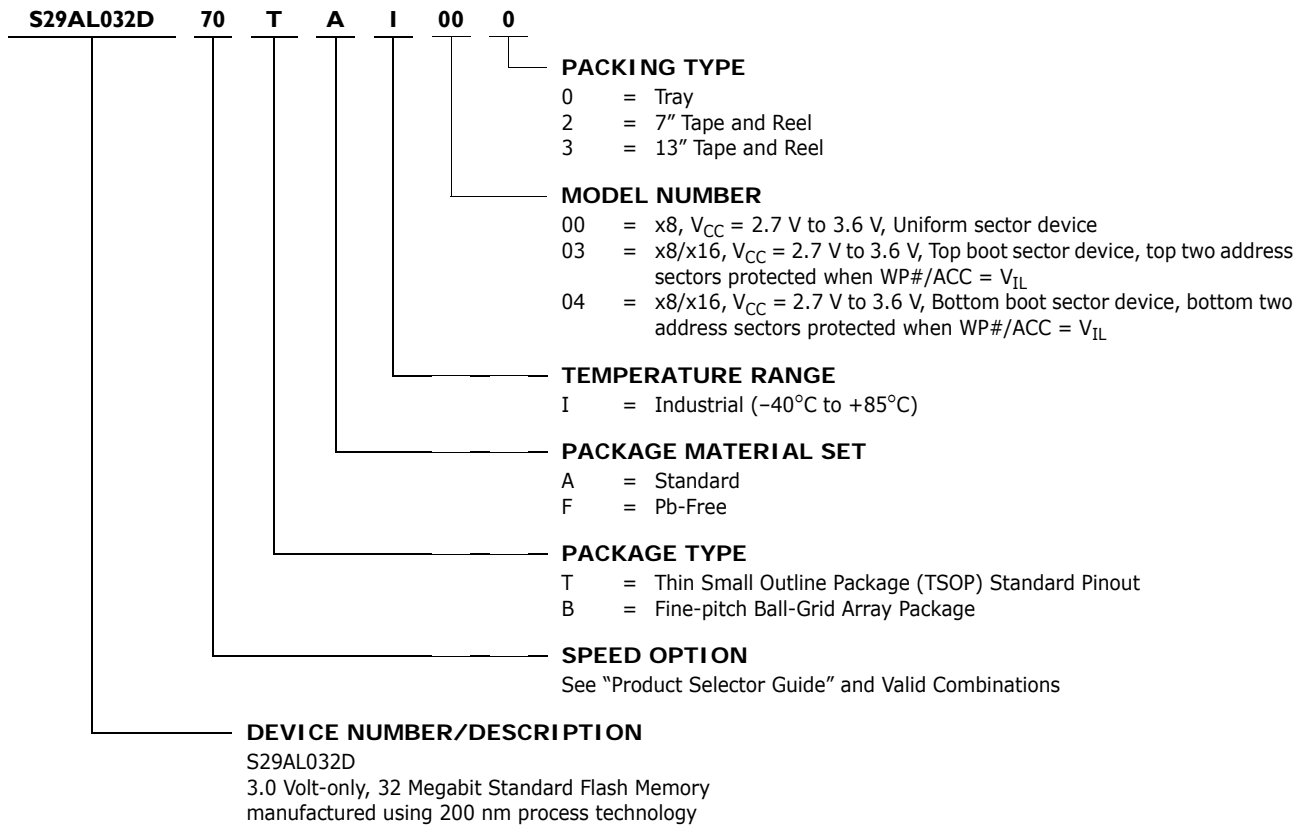 S29AL032D 70 T A I 00 0
PACKING TYPE
0 = Tray
2 = 7″ Tape and Reel
3 = 13″ Tape and Reel
MODEL NUMBER
00 = x8, VCC = 2.7 V to 3.6 V, Uniform sector device
03 = x8/x16, VCC = 2.7 V to 3.6 V, Top boot sector device, top two address
sectors protected when WP#/ACC = VIL
04 = x8/x16, VCC = 2.7 V to 3.6 V, Bottom boot sector device, bottom two
address sectors protected when WP#/ACC = VIL
TEMPERATURE RANGE
I = Industrial (–40°C to +85°C)
PACKAGE MATERIAL SET
A = Standard
F = Pb-Free
PACKAGE TYPE
T = Thin Small Outline Package (TSOP) Standard Pinout
B = Fine-pitch Ball-Grid Array Package
SPEED OPTION
See “Product Selector Guide” and Valid Combinations
DEVICE NUMBER/DESCRIPTION
S29AL032D
3.0 Volt-only, 32 Megabit Standard Flash Memory
manufactured using 200 nm process technology